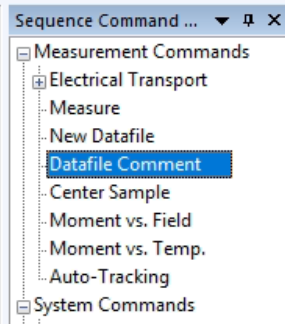 Sequence Command ...
Measurement Commands
Electrical Transport
Measure
New Datafile
Datafile Comment
Center Sample
Moment vs. Field
Moment vs. Temp.
Auto-Tracking
System Commands